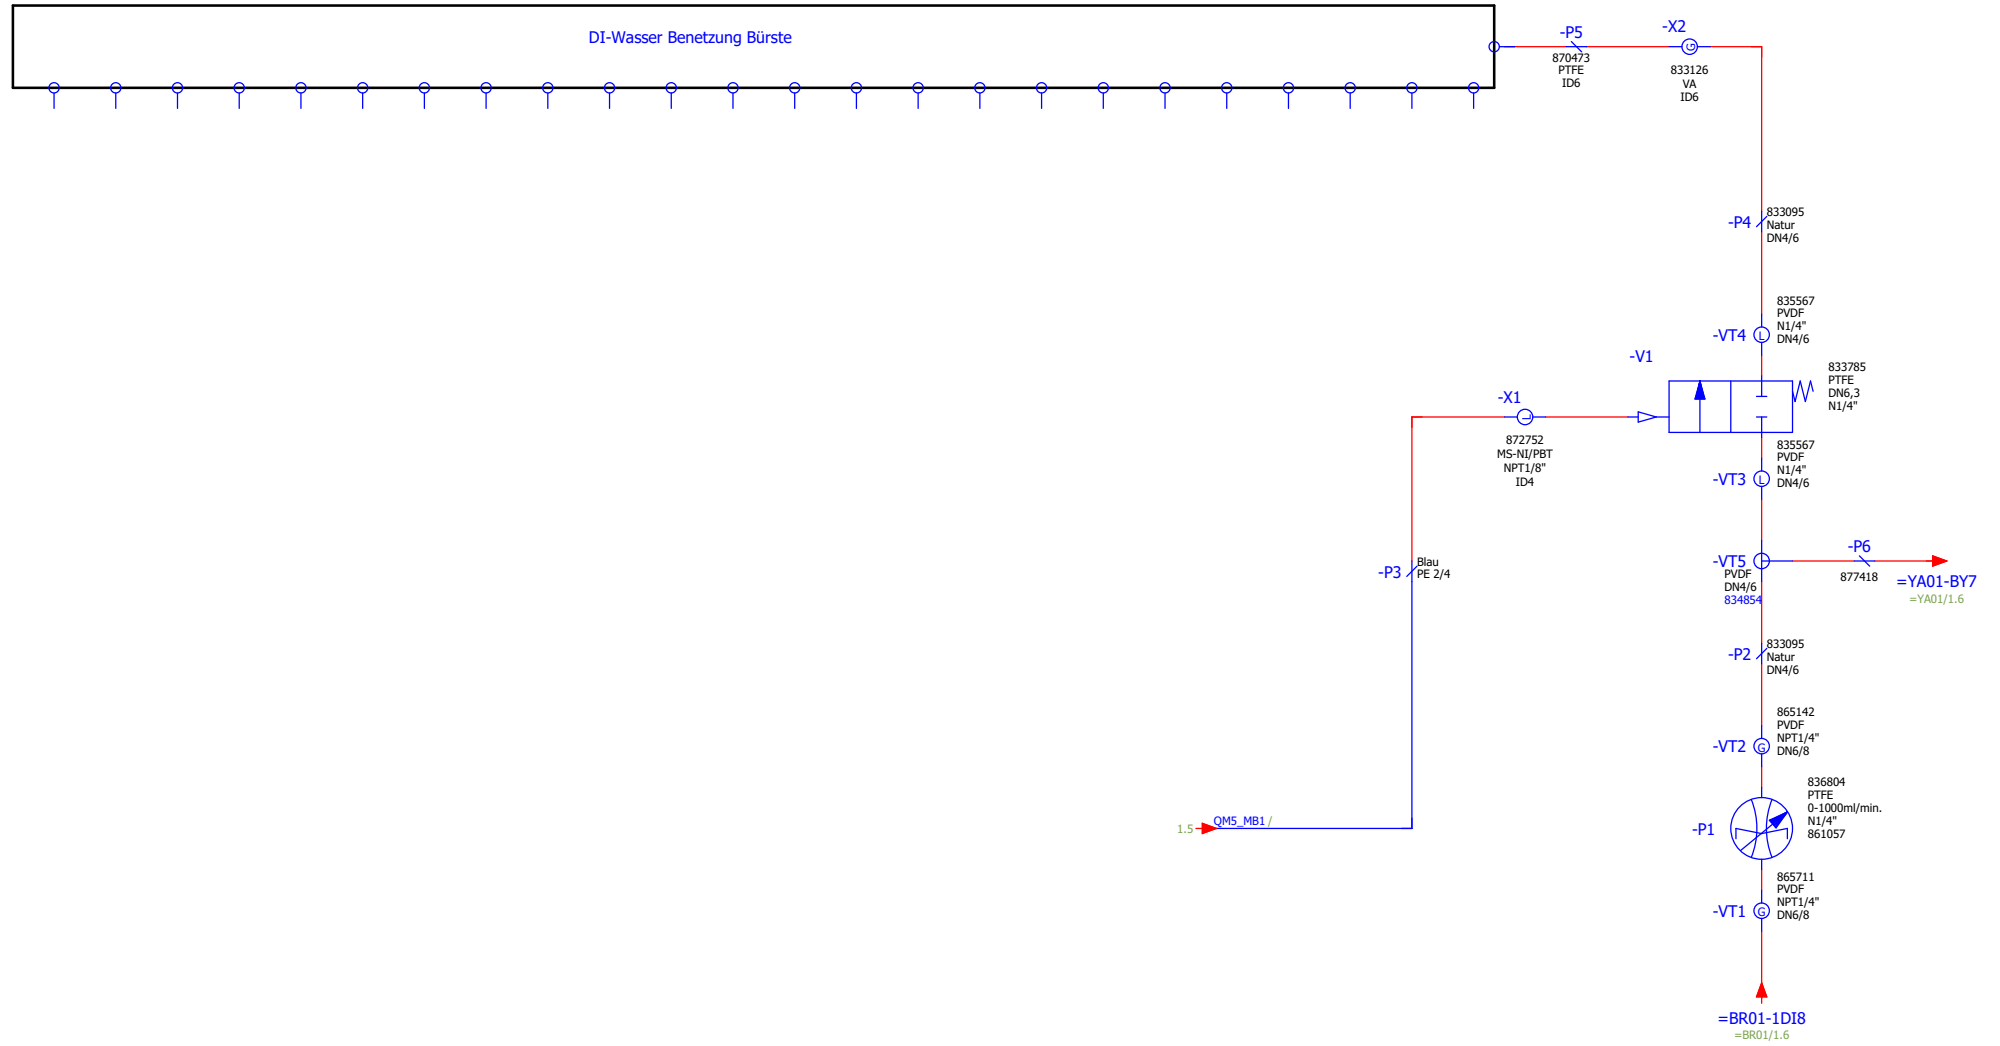 DI-Wasser Benetzung Bürste
-P5
870473
PTFE
ID6
-X2
G
833126
VA
ID6
-P4
833095
Natur
DN4/6
835567
PVDF
N1/4"
DN4/6
-VT4
L
-V1
833785
PTFE
DN6,3
N1/4"
-X1
L
872752
MS-NI/PBT
NPT1/8"
ID4
835567
PVDF
N1/4"
DN4/6
-VT3
L
-P3
Blau
PE 2/4
-VT5
PVDF
DN4/6
834854
-P6
877418
=YA01-BY7
=YA01/1.6
-P2
833095
Natur
DN4/6
865142
PVDF
NPT1/4"
DN6/8
-VT2
G
1.5
QM5_MB1 /
-P1
836804
PTFE
0-1000ml/min.
N1/4"
861057
865711
PVDF
NPT1/4"
DN6/8
-VT1
G
=BR01-1DI8
=BR01/1.6